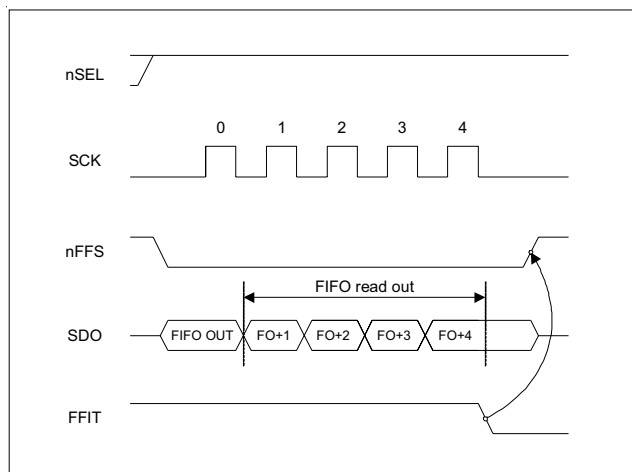 nSEL
0 1 2 3 4
SCK
nFFS
FIFO read out
SDO
FIFO OUT FO+1 FO+2 FO+3 FO+4
FFIT